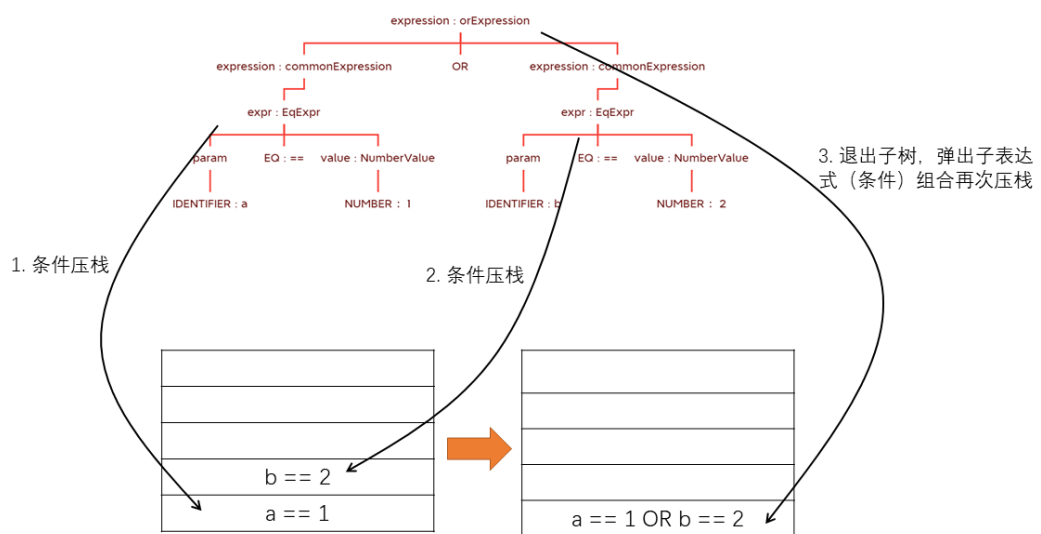 expression : orExpression
expression : commonExpression OR expression : commonExpression
expr : EqExpr expr : EqExpr
param EQ : == value : NumberValue param EQ : == value : NumberValue
IDENTIFIER : a NUMBER : 1 IDENTIFIER : b NUMBER : 2
3. 退出子树，弹出子表达
式（条件）组合再次压栈
1. 条件压栈
2. 条件压栈
b == 2
a == 1
a == 1 OR b == 2